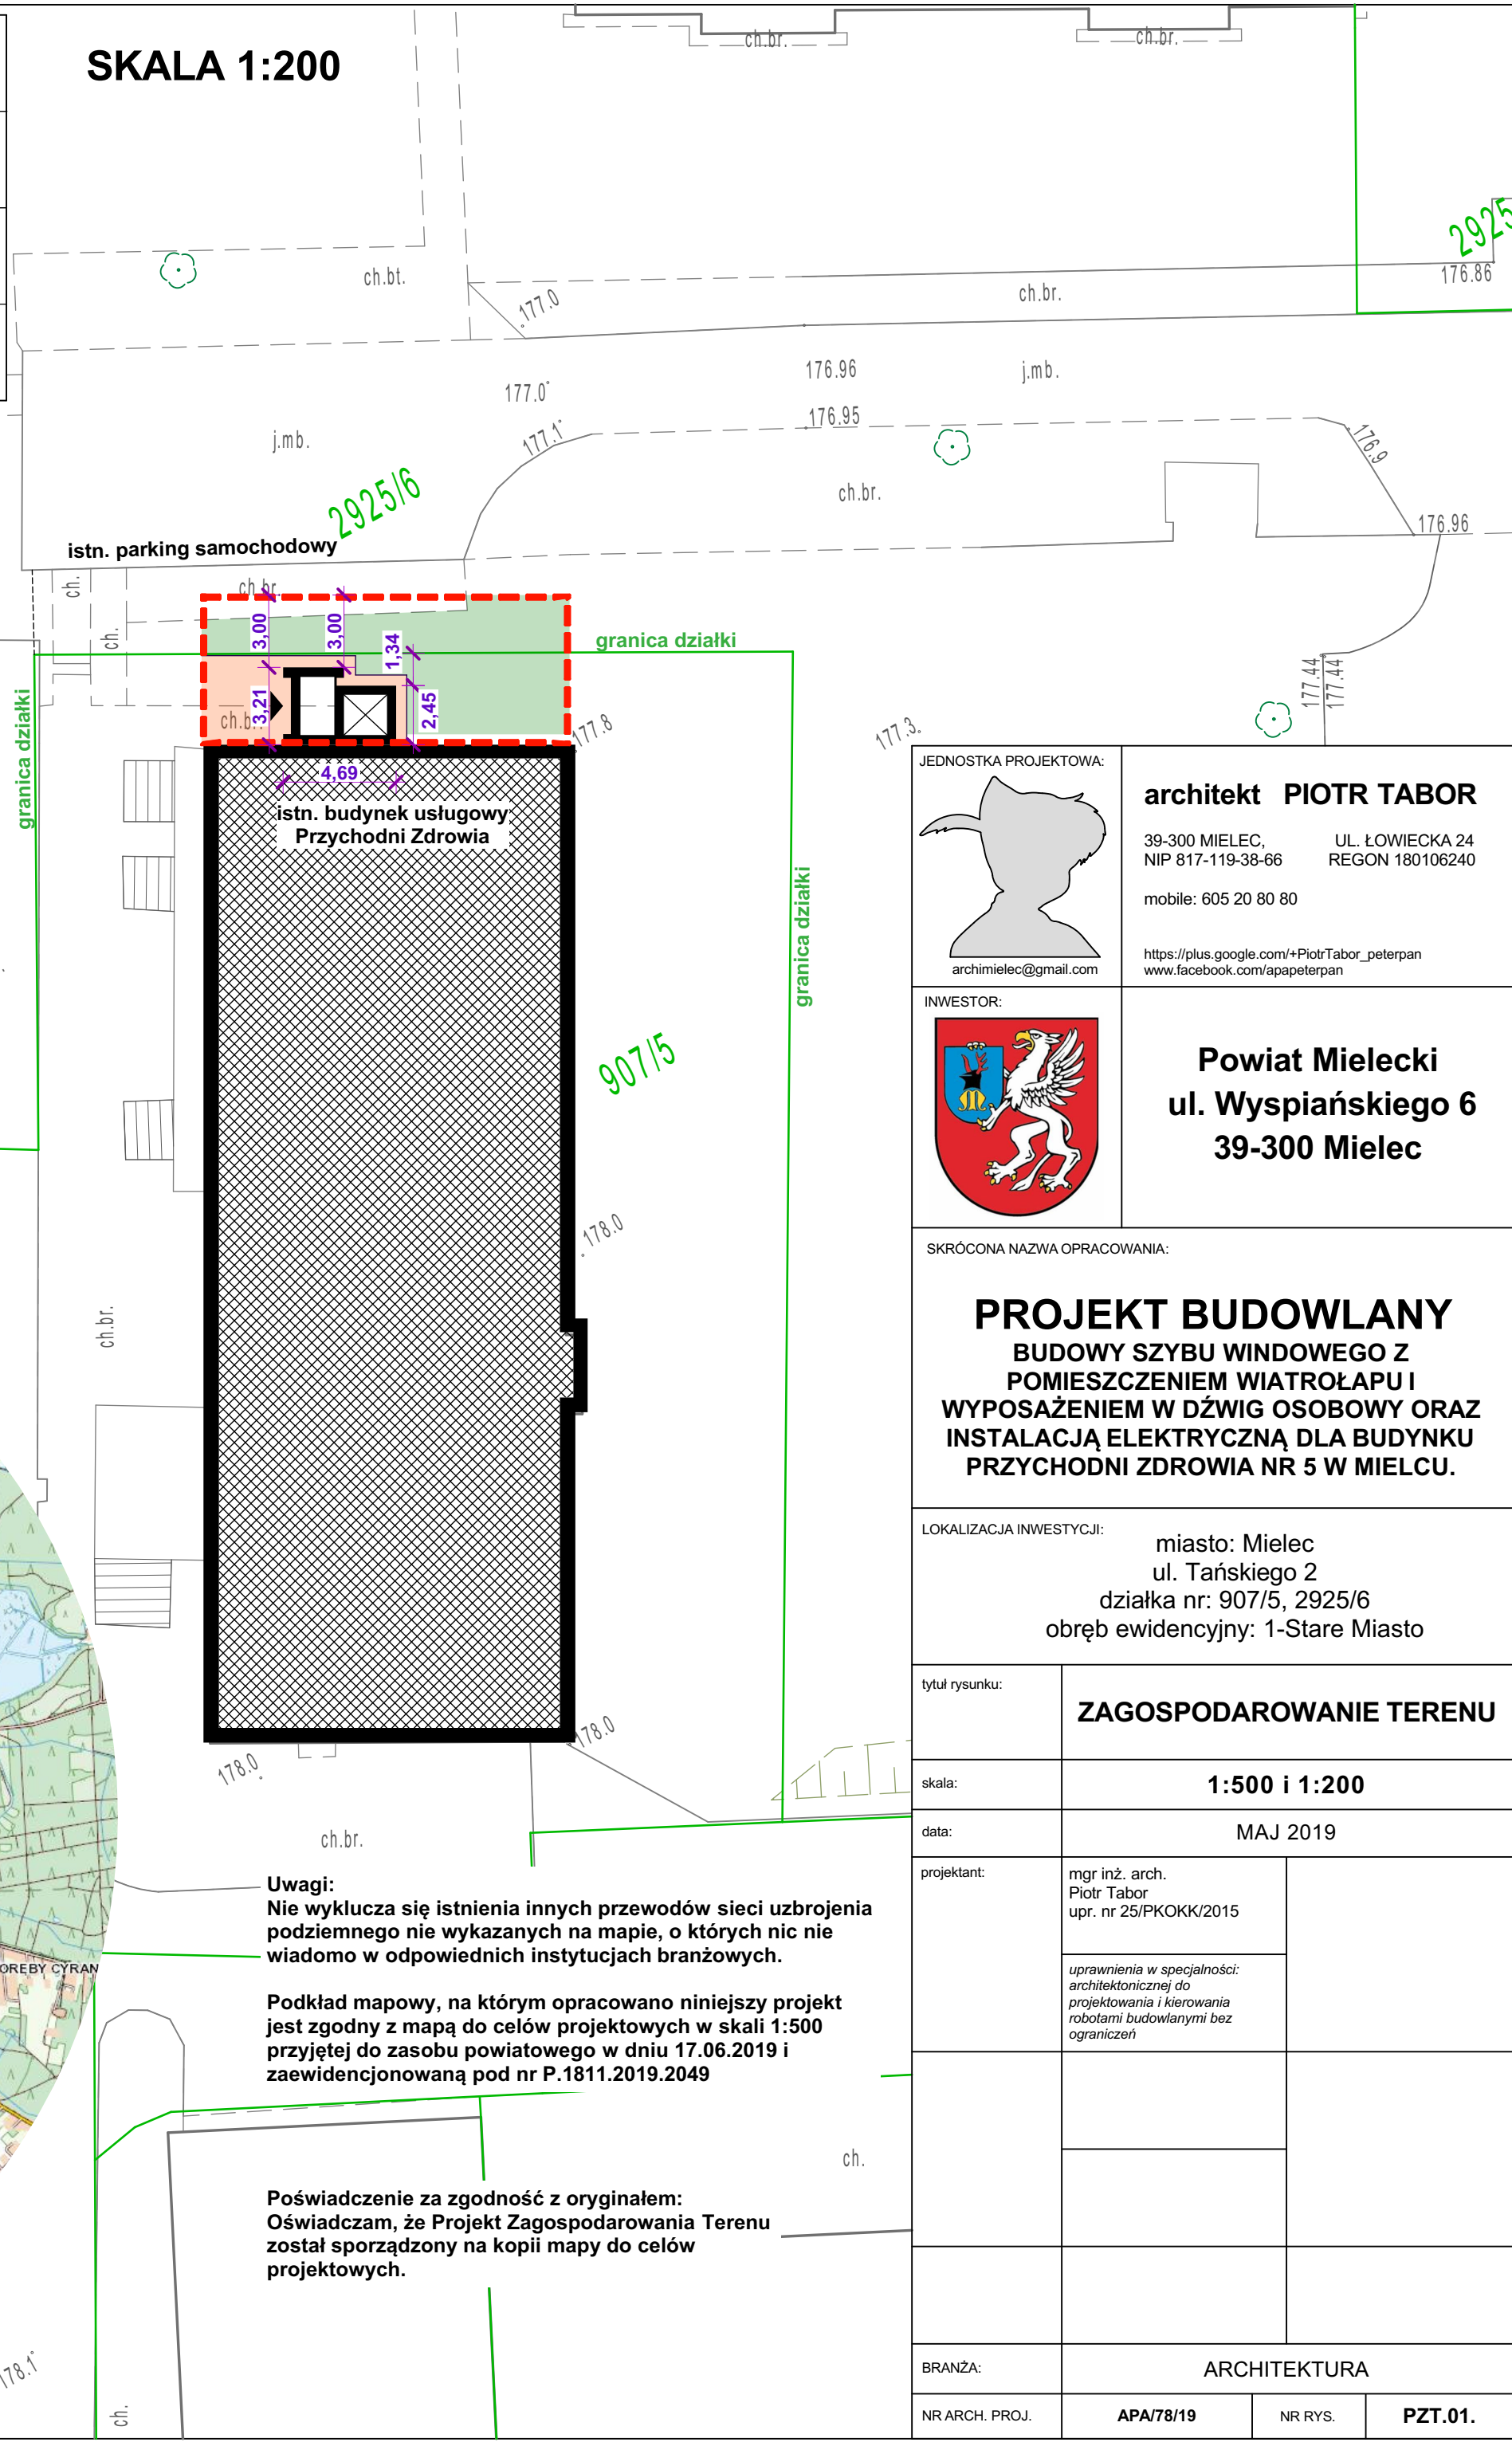 SKALA 1:200
ch.br.
ch.br.
2925
176.86
ch.bt.
177.0
ch.br.
176.96
j.mb.
177.0
176.95
177.1
j.mb.
176.9
2925/6
ch.br.
176.96
istn. parking samochodowy
ch.
ch.br.
ch.
3,00
3,00
1,34
granica działki
granica działki
3,21
2,45
ch.b
177.8
177.3
177.44
177.44
4,69
istn. budynek usługowy
Przychodni Zdrowia
granica działki
907/5
178.0
ch.br.
178.0
178.0
ch.br.
OREBY CYRAN
Uwagi:
Nie wyklucza się istnienia innych przewodów sieci uzbrojenia
podziemnego nie wykazanych na mapie, o których nic nie
wiadomo w odpowiednich instytucjach branżowych.
Podkład mapowy, na którym opracowano niniejszy projekt
jest zgodny z mapą do celów projektowych w skali 1:500
przyjętej do zasobu powiatowego w dniu 17.06.2019 i
zaewidencjonowaną pod nr P.1811.2019.2049
ch.
Poświadczenie za zgodność z oryginałem:
Oświadczam, że Projekt Zagospodarowania Terenu
został sporządzony na kopii mapy do celów
projektowych.
178.1
ch.
JEDNOSTKA PROJEKTOWA:
archimielec@gmail.com
architekt PIOTR TABOR
39-300 MIELEC, UL. ŁOWIECKA 24
NIP 817-119-38-66 REGON 180106240
mobile: 605 20 80 80
https://plus.google.com/+PiotrTabor_peterpan
www.facebook.com/apapeterpan
INWESTOR:
Powiat Mielecki
ul. Wyspiańskiego 6
39-300 Mielec
SKRÓCONA NAZWA OPRACOWANIA:
PROJEKT BUDOWLANY
BUDOWY SZYBU WINDOWEGO Z
POMIESZCZENIEM WIATROŁAPU I
WYPOSAŻENIEM W DŹWIG OSOBOWY ORAZ
INSTALACJĄ ELEKTRYCZNĄ DLA BUDYNKU
PRZYCHODNI ZDROWIA NR 5 W MIELCU.
LOKALIZACJA INWESTYCJI:
miasto: Mielec
ul. Tańskiego 2
działka nr: 907/5, 2925/6
obręb ewidencyjny: 1-Stare Miasto
tytuł rysunku: ZAGOSPODAROWANIE TERENU
skala: 1:500 i 1:200
data: MAJ 2019
projektant: mgr inż. arch.
Piotr Tabor
upr. nr 25/PKOKK/2015
uprawnienia w specjalności:
architektonicznej do
projektowania i kierowania
robotami budowlanymi bez
ograniczeń
BRANŻA: ARCHITEKTURA
NR ARCH. PROJ. APA/78/19 NR RYS. PZT.01.